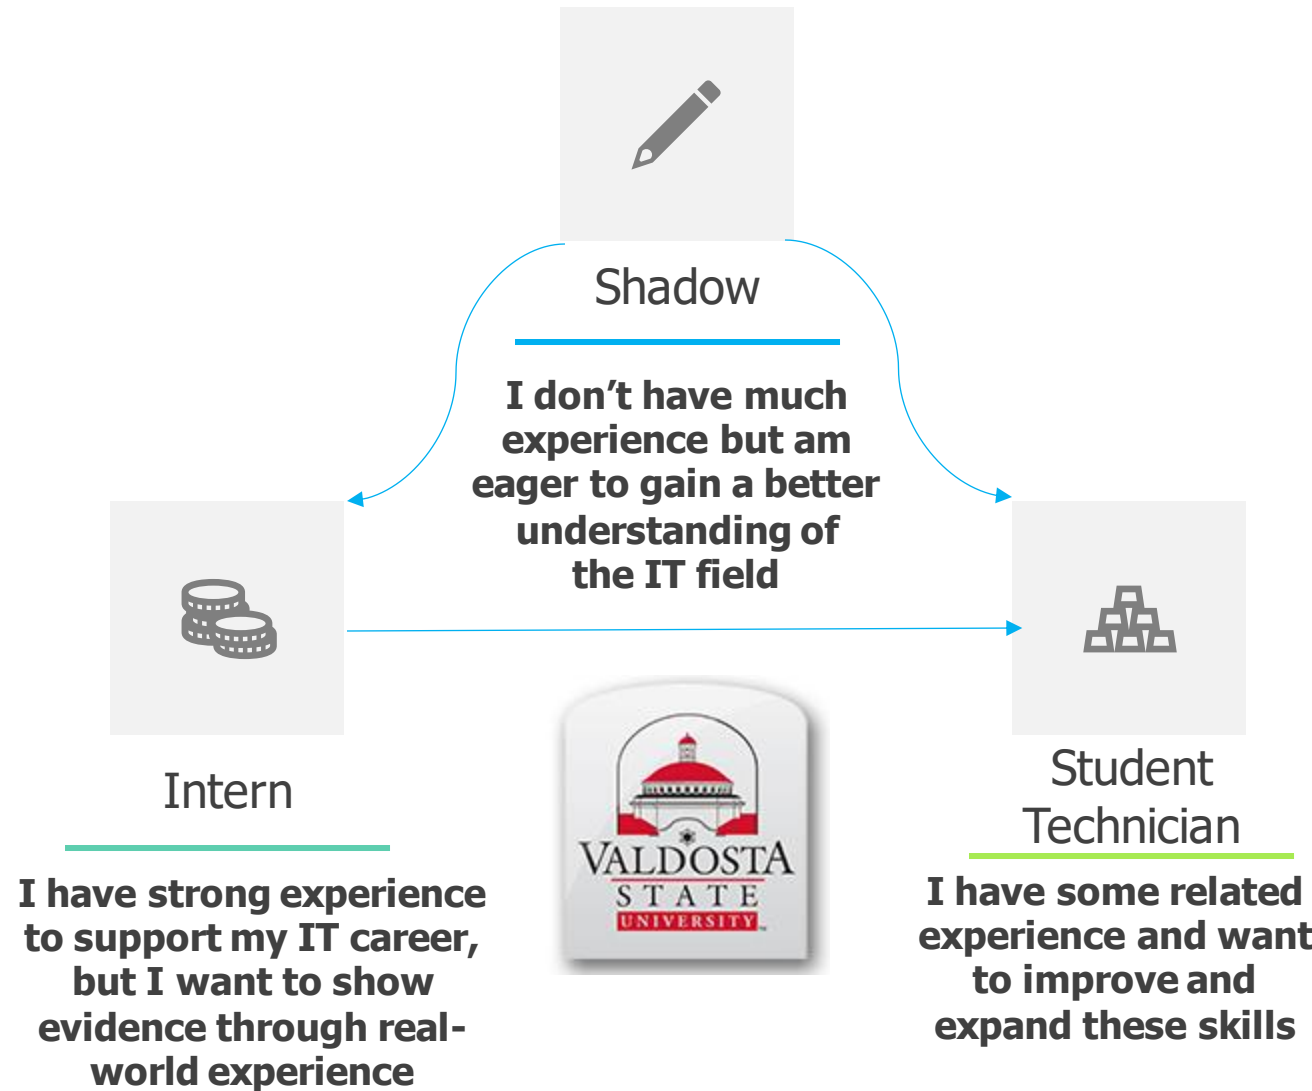 Shadow
I don’t have much
experience but am
eager to gain a better
understanding of
the IT field
Intern
I have strong experience
to support my IT career,
but I want to show
evidence through real-
world experience
VALDOSTA
STATE
UNIVERSITY
Student
Technician
I have some related
experience and want
to improve and
expand these skills